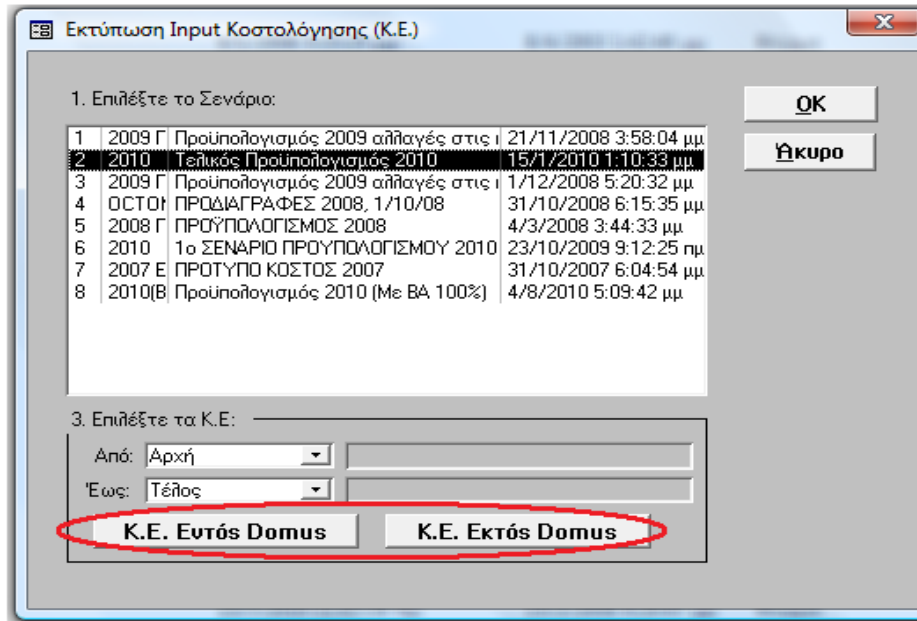 Εκτύπωση Input Κοστολόγησης (Κ.Ε.)
1. Επιλέξτε το Σενάριο:
OK
Άκυρο
1 2009 Γ Προϋπολογισμός 2009 αλλαγές στις 21/11/2008 3:58:04 μμ
2 2010 Τελικός Προϋπολογισμός 2010 15/1/2010 1:10:33 μμ
3 2009 Γ Προϋπολογισμός 2009 αλλαγές στις 1/12/2008 5:20:32 μμ
4 ΠΡΟΔΙΑΓΡΑΦΕΣ 2008, 1/10/08 31/10/2008 6:15:35 μμ
5 2008 Γ ΠΡΟΫΠΟΛΟΓΙΣΜΟΣ 2008 4/3/2008 3:44:33 μμ
6 2010 1ο ΣΕΝΑΡΙΟ ΠΡΟΥΠΟΛΟΓΙΣΜΟΥ 2010 23/10/2009 9:12:25 πμ
7 2007 Ε ΠΡΟΤΥΠΟ ΚΟΣΤΟΣ 2007 31/10/2007 6:04:54 μμ
8 2010(Β Προϋπολογισμός 2010 (Με ΒΑ 100%) 4/8/2010 5:09:42 μμ
3. Επιλέξτε τα Κ.Ε:
Από: Αρχή
Έως: Τέλος
Κ.Ε. Εντός Domus Κ.Ε. Εκτός Domus